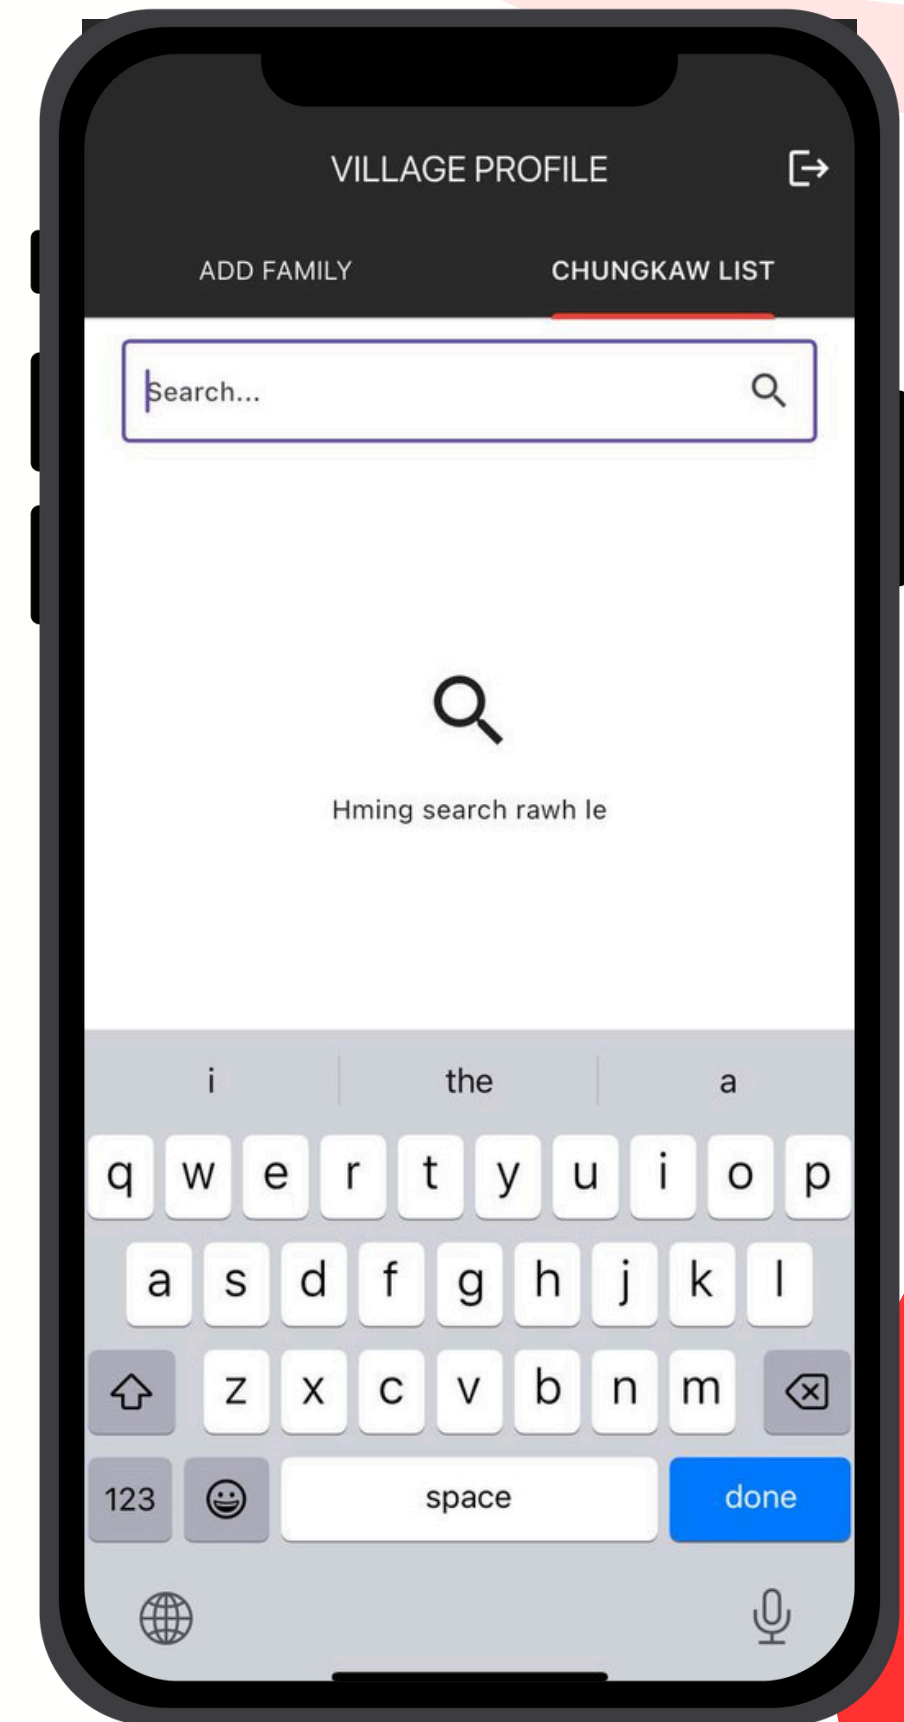 VILLAGE PROFILE
ADD FAMILY CHUNGKAW LIST
Search...
Hming search rawh le
i the a
q w e r t y u i o p
a s d f g h j k l
z x c v b n m
123 space done